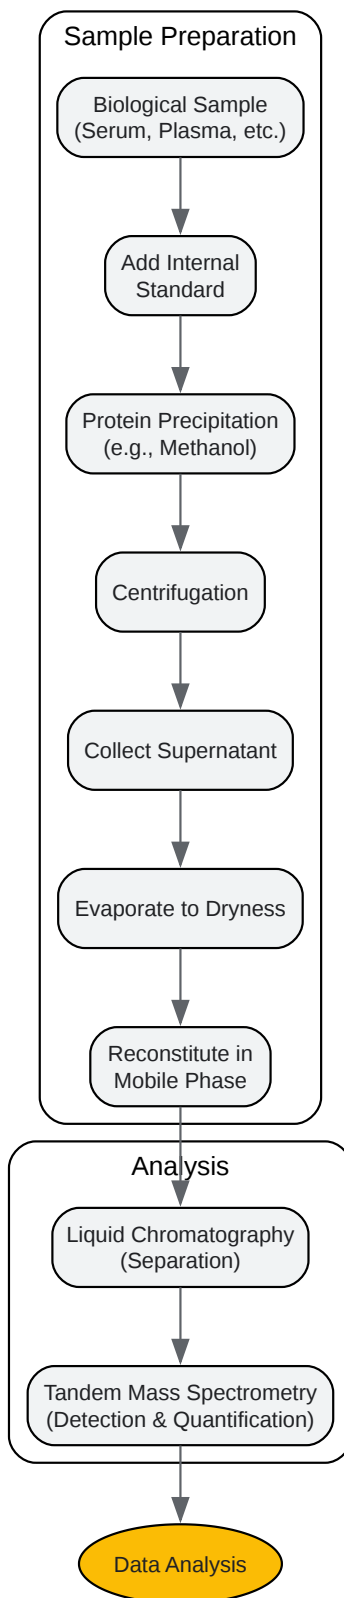 Sample Preparation
Biological Sample
(Serum, Plasma, etc.)
Add Internal
Standard
Protein Precipitation
(e.g., Methanol)
Centrifugation
Collect Supernatant
Evaporate to Dryness
Reconstitute in
Mobile Phase
Analysis
Liquid Chromatography
(Separation)
Tandem Mass Spectrometry
(Detection & Quantification)
Data Analysis